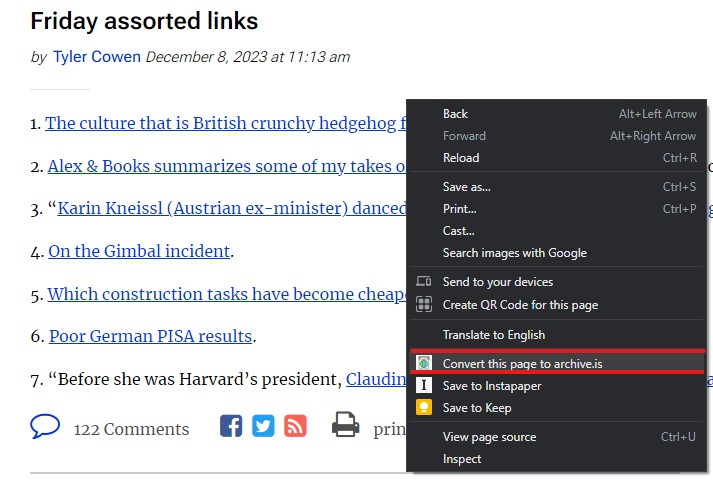 Friday assorted links
by Tyler Cowen December 8, 2023 at 11:13 am
1. The culture that is British crunchy hedgehog
2. Alex & Books summarizes some of my takes
3. “Karin Kneissl (Austrian ex-minister) danced
4. On the Gimbal incident.
5. Which construction tasks have become
6. Poor German PISA results.
7. “Before she was Harvard’s president,
122 Comments
Back Alt+Left Arrow
Forward Alt+Right Arrow
Reload Ctrl+R
Save as... Ctrl+S
Print... Ctrl+P
Cast...
Search images with Google
Send to your devices
Create QR Code for this page
Translate to English
Convert this page to archive.is
Save to Instapaper
Save to Keep
View page source Ctrl+U
Inspect